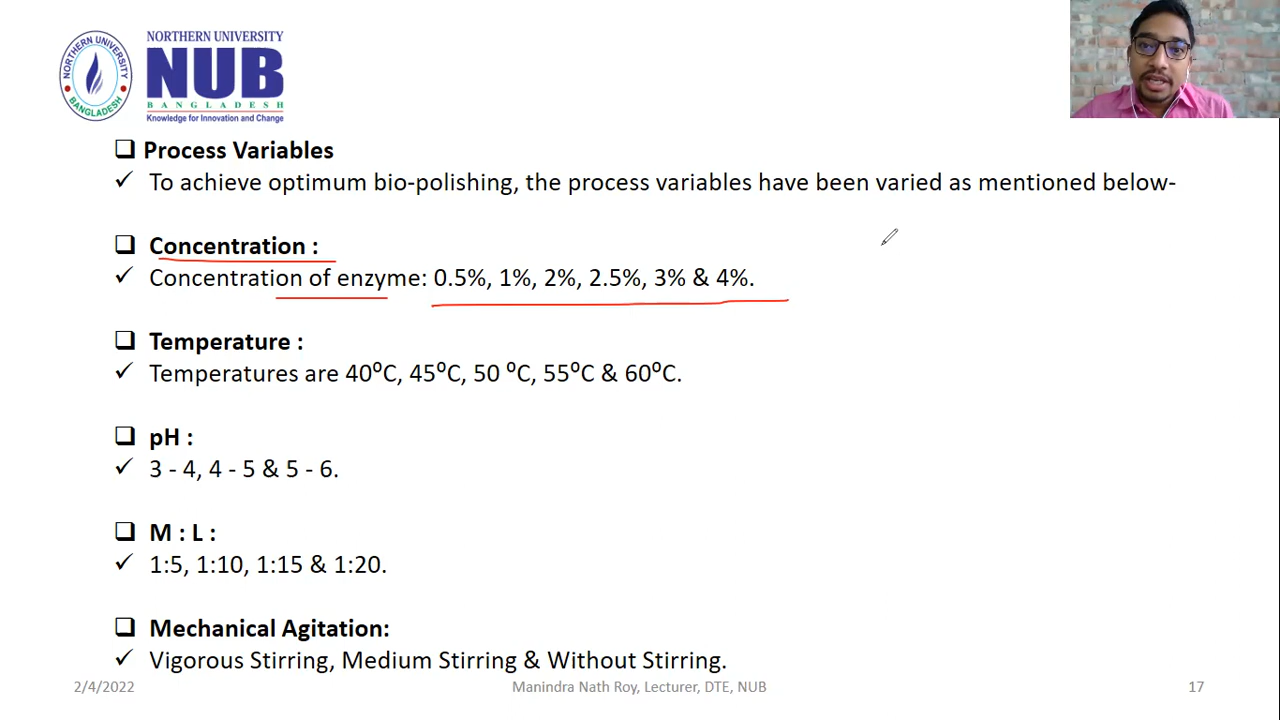 NORTHERN UNIVERSITY
BANGLADESH
NORTHERN UNIVERSITY
NUB
BANGLADESH
Knowledge for Innovation and Change
Process Variables
To achieve optimum bio-polishing, the process variables have been varied as mentioned below-
Concentration :
Concentration of enzyme: 0.5%, 1%, 2%, 2.5%, 3% & 4%.
Temperature :
Temperatures are 40⁰C, 45⁰C, 50 ⁰C, 55⁰C & 60⁰C.
pH :
3 - 4, 4 - 5 & 5 - 6.
M : L :
1:5, 1:10, 1:15 & 1:20.
Mechanical Agitation:
Vigorous Stirring, Medium Stirring & Without Stirring.
2/4/2022
Manindra Nath Roy, Lecturer, DTE, NUB
17